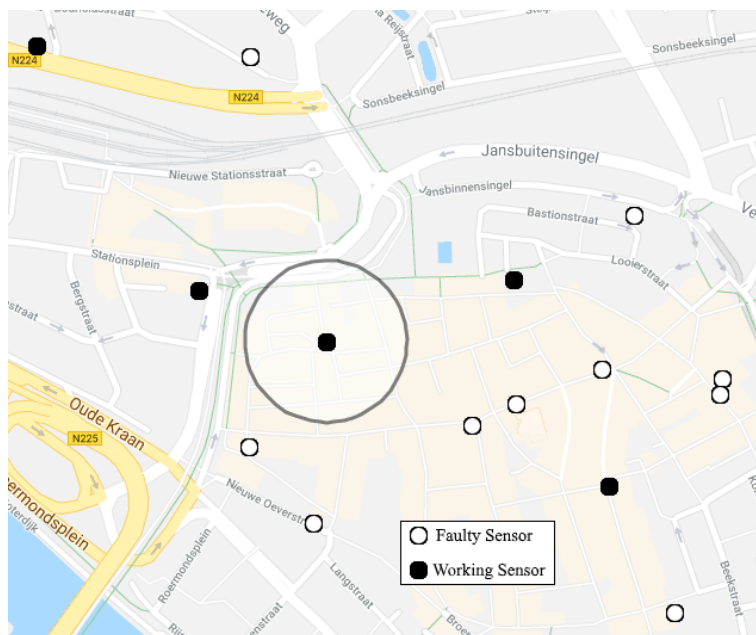 N224
N224
Sonsbeeksingel
Sonsbeeksingel
Jansbuitensingel
Nieuwe Stationsstraat
Jansbinnensingel
Bastionstraat
Looierstraat
Stationsplein
Bergstraat
Oude Kraan
N225
Nieuwe Oeverstr
Roermondsplein
Langstraat
Beekstraat
Faulty Sensor
Working Sensor